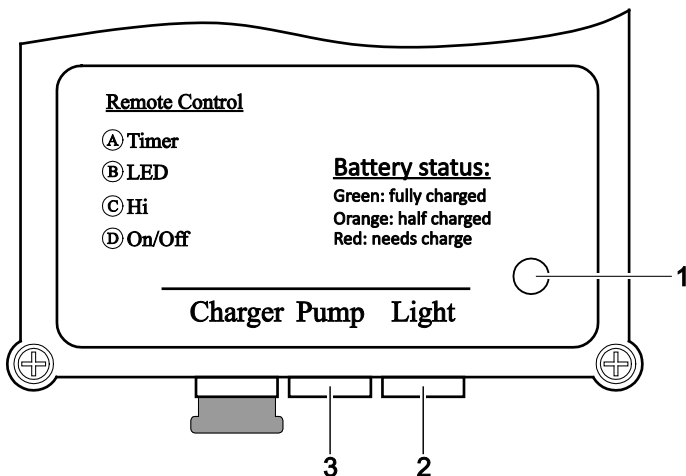 Remote Control
Ⓐ Timer
Ⓑ LED
Ⓒ Hi
Ⓓ On/Off
Battery status:
Green: fully charged
Orange: half charged
Red: needs charge
1
Charger Pump Light
3 2